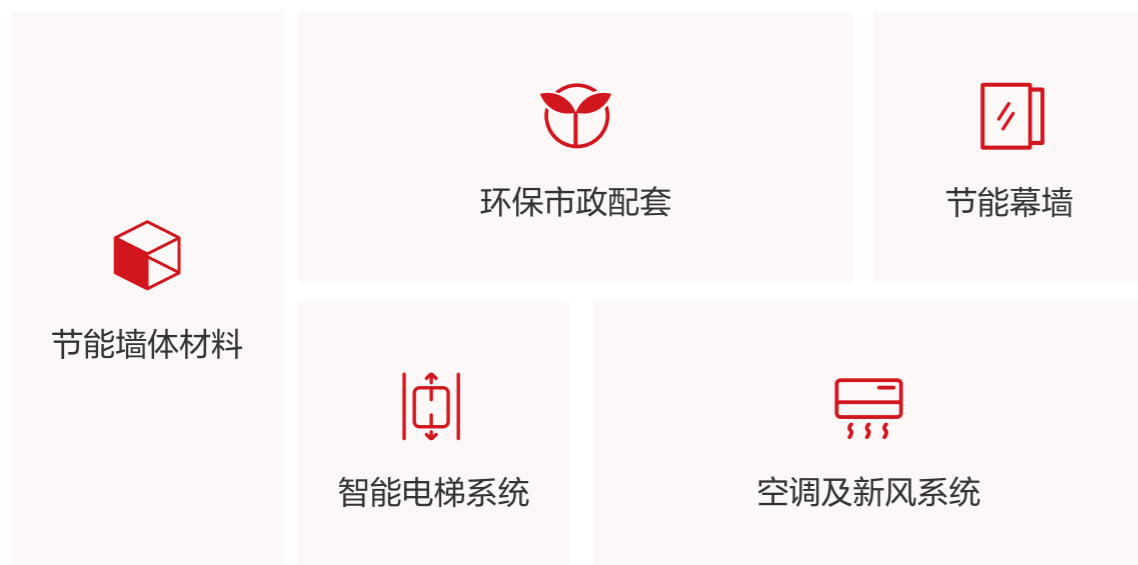 节能墙体材料
环保市政配套
节能幕墙
智能电梯系统
空调及新风系统